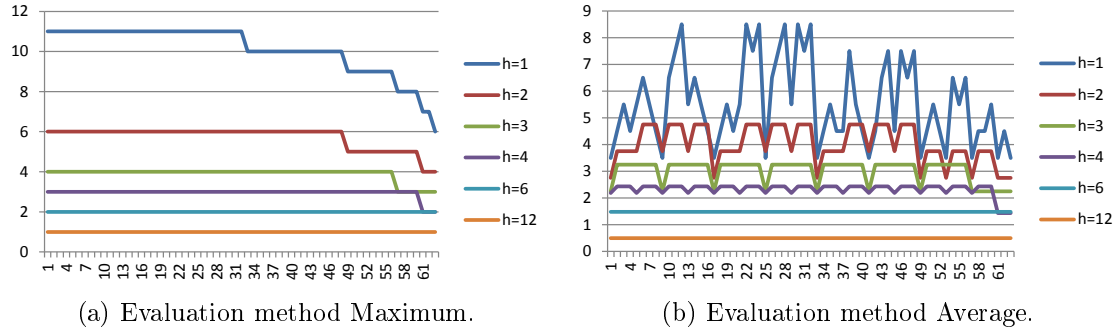 12
10
8
6
4
2
0
1 4 7 10 13 16 19 22 25 28 31 34 37 40 43 46 49 52 55 58 61
h=1
h=2
h=3
h=4
h=6
h=12
(a) Evaluation method Maximum.
9
8
7
6
5
4
3
2
1
0
1 4 7 10 13 16 19 22 25 28 31 34 37 40 43 46 49 52 55 58 61
h=1
h=2
h=3
h=4
h=6
h=12
(b) Evaluation method Average.